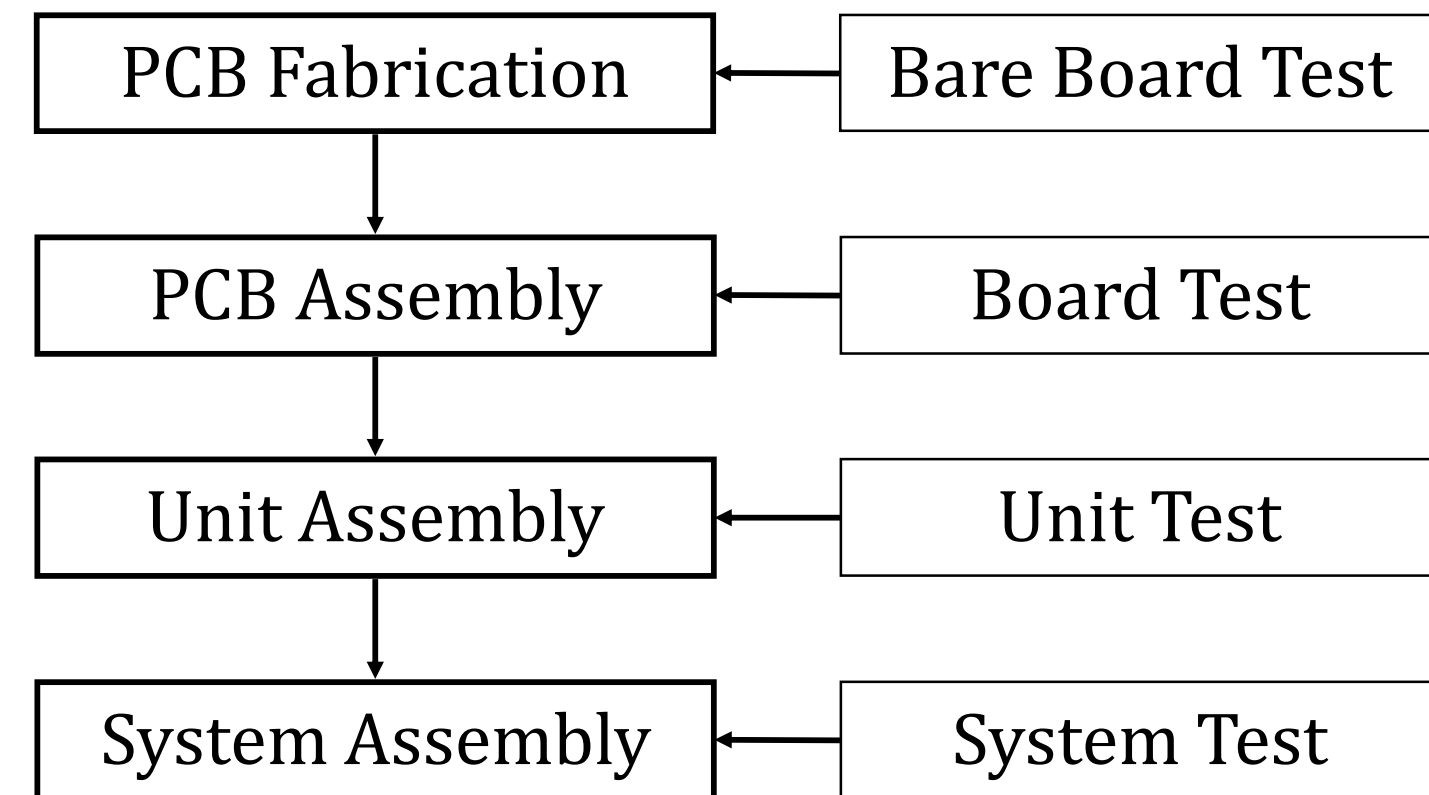 PCB Fabrication
Bare Board Test
PCB Assembly
Board Test
Unit Assembly
Unit Test
System Assembly
System Test